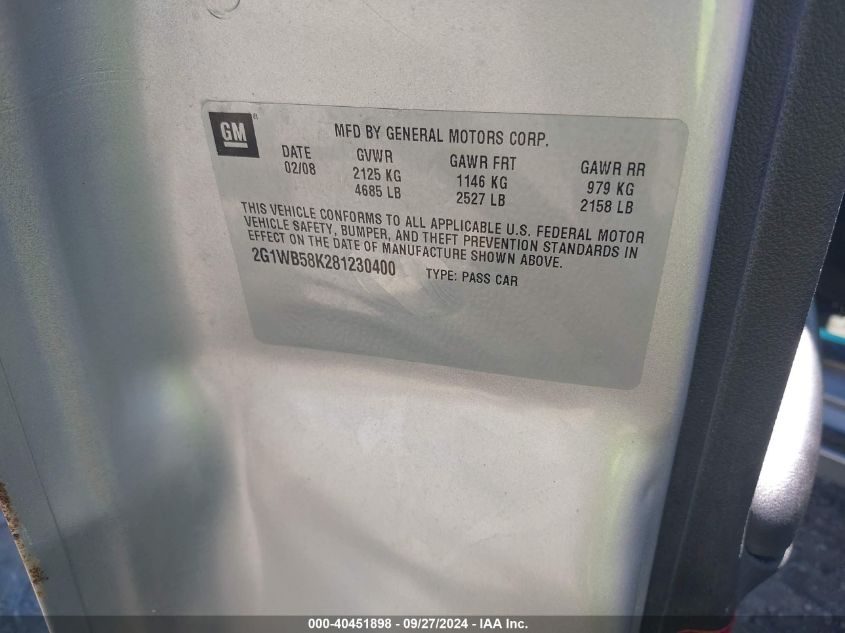 GM
®
MFD BY GENERAL MOTORS CORP.
DATE GVWR GAWR FRT GAWR RR
02/08 2125 KG 1146 KG 979 KG
4685 LB 2527 LB 2158 LB
THIS VEHICLE CONFORMS TO ALL APPLICABLE U.S. FEDERAL MOTOR
VEHICLE SAFETY, BUMPER, AND THEFT PREVENTION STANDARDS IN
EFFECT ON THE DATE OF MANUFACTURE SHOWN ABOVE.
2G1WB58K281230400 TYPE: PASS CAR
000-40451898 - 09/27/2024 - IAA Inc.